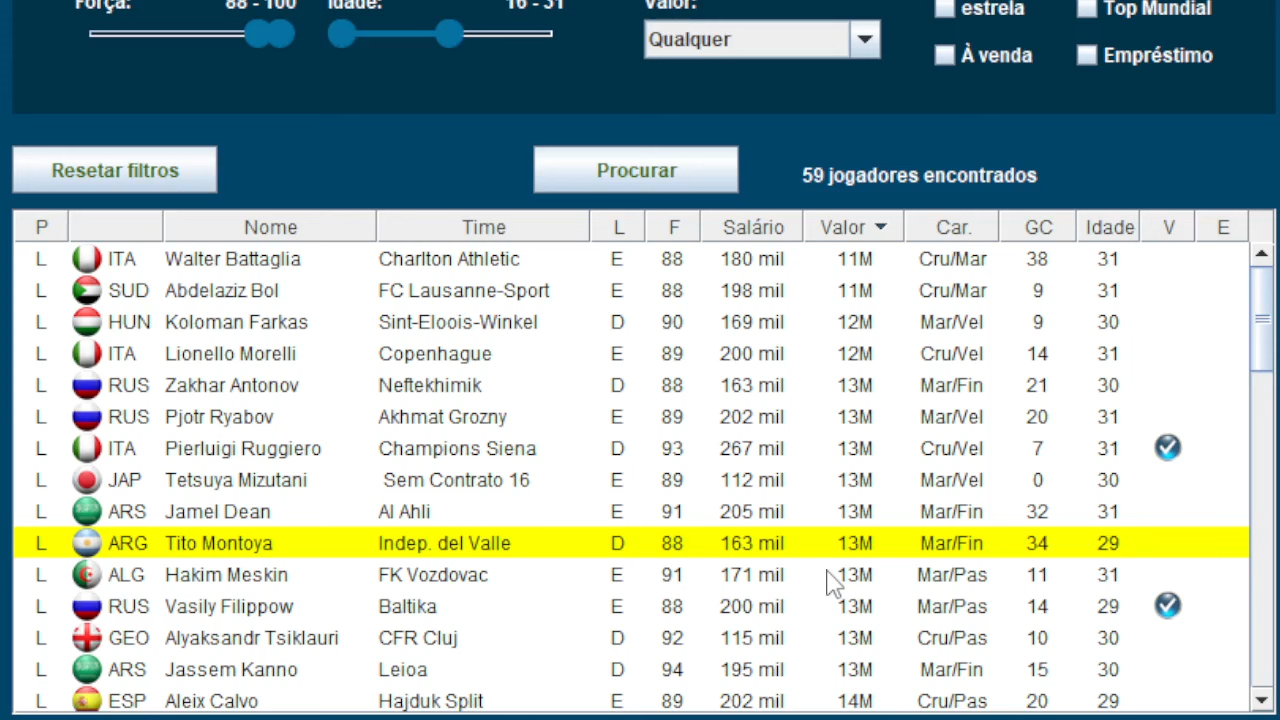 Força: 88 - 100 Idade: 16 - 31 Valor: estrela Top Mundial
Qualquer
À venda Empréstimo
Resetar filtros Procurar 59 jogadores encontrados
P Nome Time L F Salário Valor Car. GC Idade V E
L ITA Walter Battaglia Charlton Athletic E 88 180 mil 11M Cru/Mar 38 31
L SUD Abdelaziz Bol FC Lausanne-Sport E 88 198 mil 11M Cru/Mar 9 31
L HUN Koloman Farkas Sint-Eloois-Winkel D 90 169 mil 12M Mar/Vel 9 30
L ITA Lionello Morelli Copenhague E 89 200 mil 12M Cru/Vel 14 31
L RUS Zakhar Antonov Neftekhimik D 88 163 mil 13M Mar/Fin 21 30
L RUS Pjotr Ryabov Akhmat Grozny E 89 202 mil 13M Mar/Vel 20 31
L ITA Pierluigi Ruggiero Champions Siena D 93 267 mil 13M Cru/Vel 7 31
L JAP Tetsuya Mizutani Sem Contrato 16 E 89 112 mil 13M Mar/Vel 0 30
L ARS Jamel Dean Al Ahli E 91 205 mil 13M Mar/Fin 32 31
L ARG Tito Montoya Indep. del Valle D 88 163 mil 13M Mar/Fin 34 29
L ALG Hakim Meskin FK Vozdovac E 91 171 mil 13M Mar/Pas 11 31
L RUS Vasily Filippow Baltika E 88 200 mil 13M Mar/Pas 14 29
L GEO Alyaksandr Tsiklauri CFR Cluj D 92 115 mil 13M Cru/Pas 10 30
L ARS Jassem Kanno Leioa D 94 195 mil 13M Mar/Fin 15 30
L ESP Aleix Calvo Hajduk Split E 89 202 mil 14M Cru/Pas 20 29